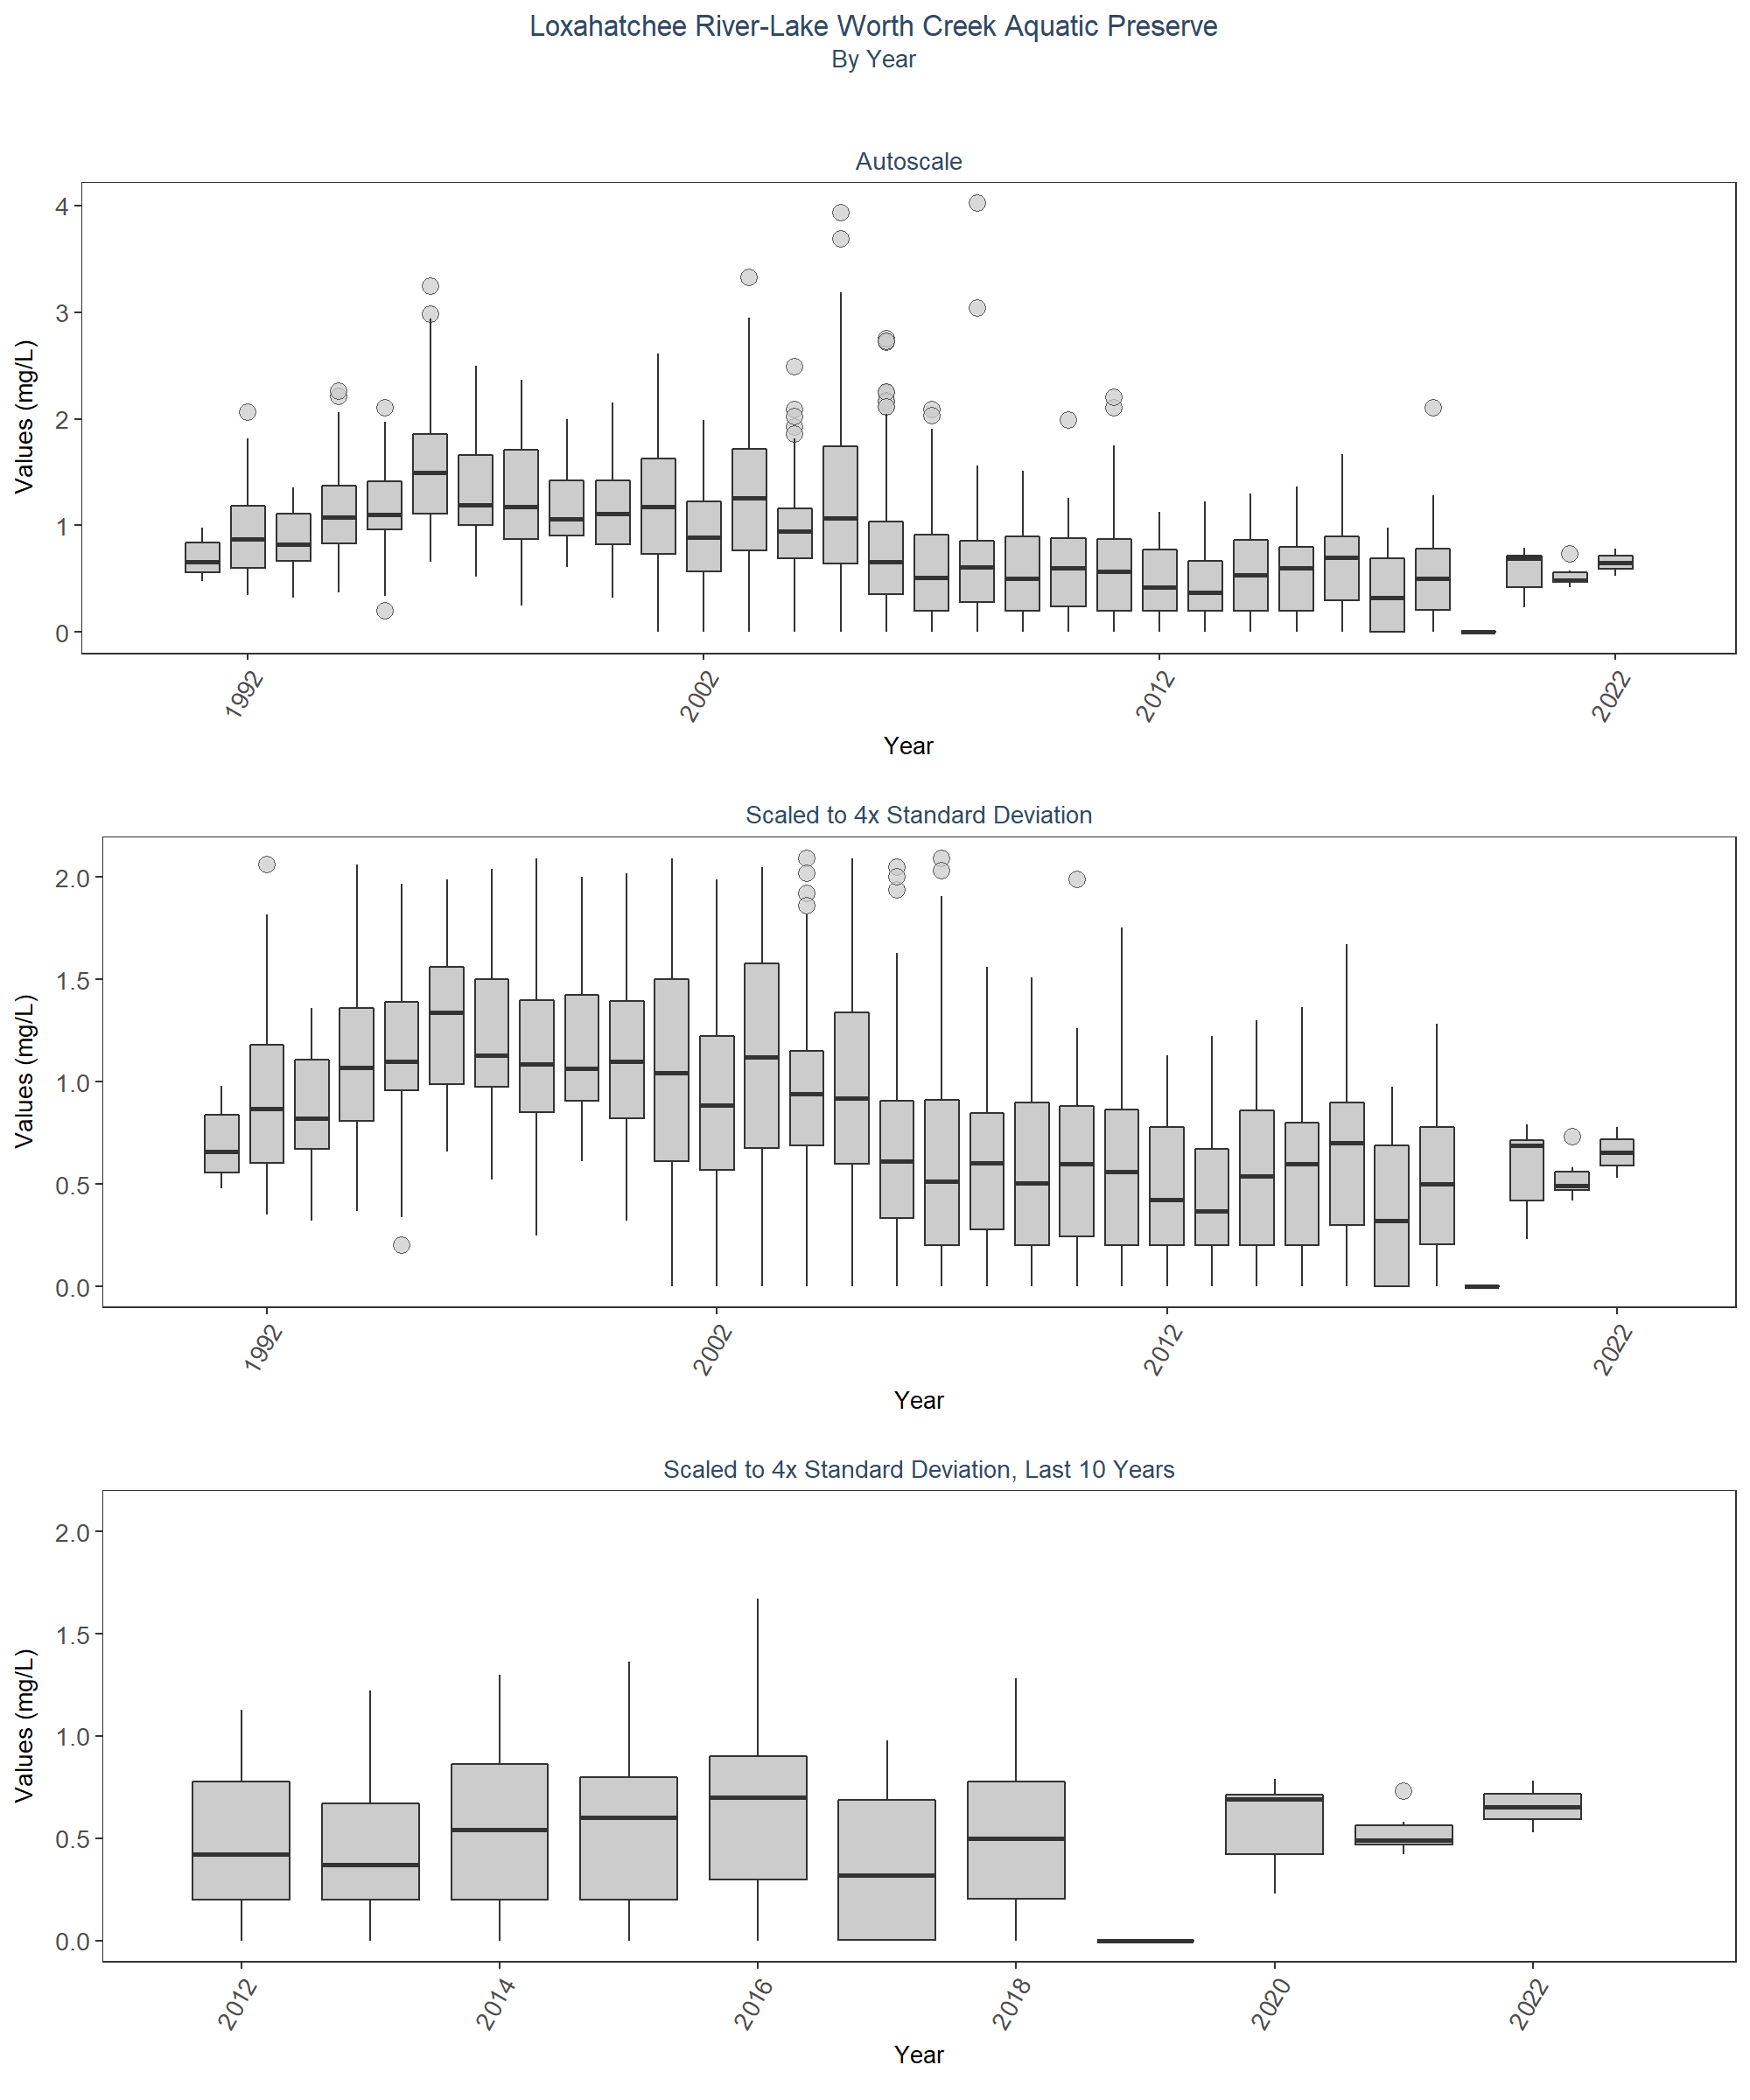 Loxahatchee River-Lake Worth Creek Aquatic Preserve
By Year
Autoscale
Values (mg/L)
4
3
2
1
0
1992
2002
2012
2022
Year
Scaled to 4x Standard Deviation
Values (mg/L)
2.0
1.5
1.0
0.5
0.0
1992
2002
2012
2022
Year
Scaled to 4x Standard Deviation, Last 10 Years
Values (mg/L)
2.0
1.5
1.0
0.5
0.0
2012
2014
2016
2018
2020
2022
Year